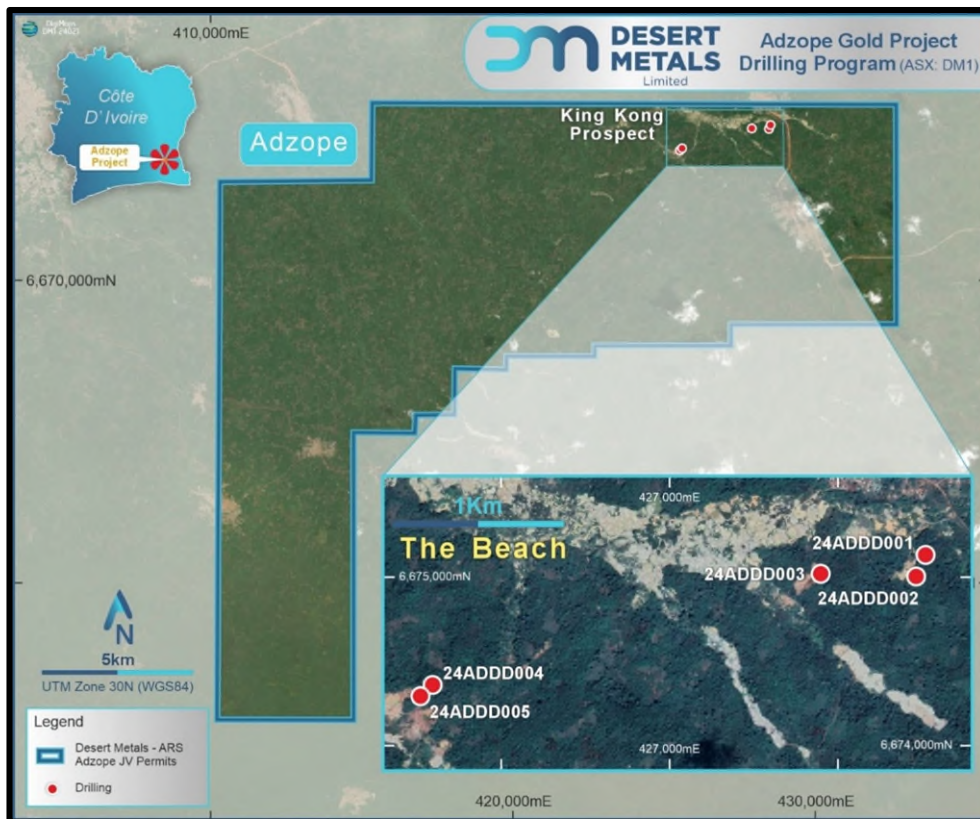 DigiMaps
410,000mE
DESERT
METALS
Limited
Adzope Gold Project
Drilling Program (ASX: DM1)
Côte
D'Ivoire
Adzope
Project
Adzope
King Kong
Prospect
6,670,000mN
1Km
The Beach
427,000mE
24ADDD001
6,675,000mN
24ADDD003
24ADDD002
24ADDD004
24ADDD005
427,000mE
6,674,000mN
N
5km
UTM Zone 30N (WGS84)
Legend
Desert Metals - ARS
Adzope JV Permits
Drilling
420,000mE
430,000mE